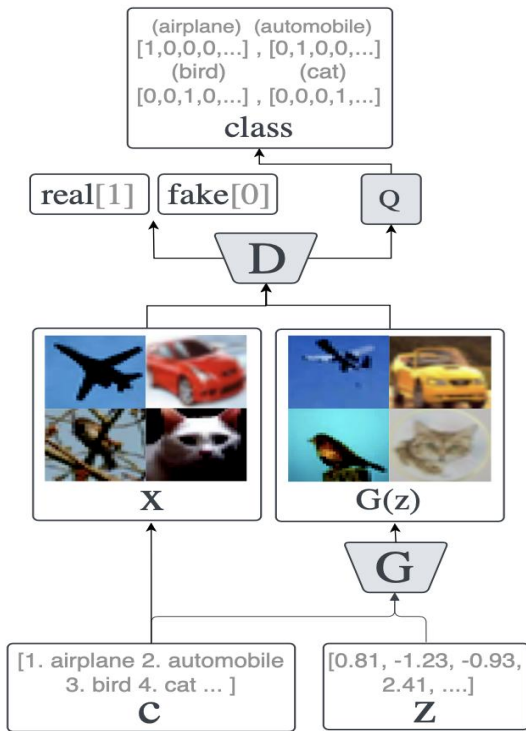 (airplane) (automobile)
[1,0,0,0,...] , [0,1,0,0,...]
(bird) (cat)
[0,0,1,0,...] , [0,0,0,1,...]
class
real[1] fake[0]
Q
D
X
G(z)
G
[1. airplane 2. automobile
3. bird 4. cat ... ]
C
[0.81, -1.23, -0.93,
2.41, ....]
Z